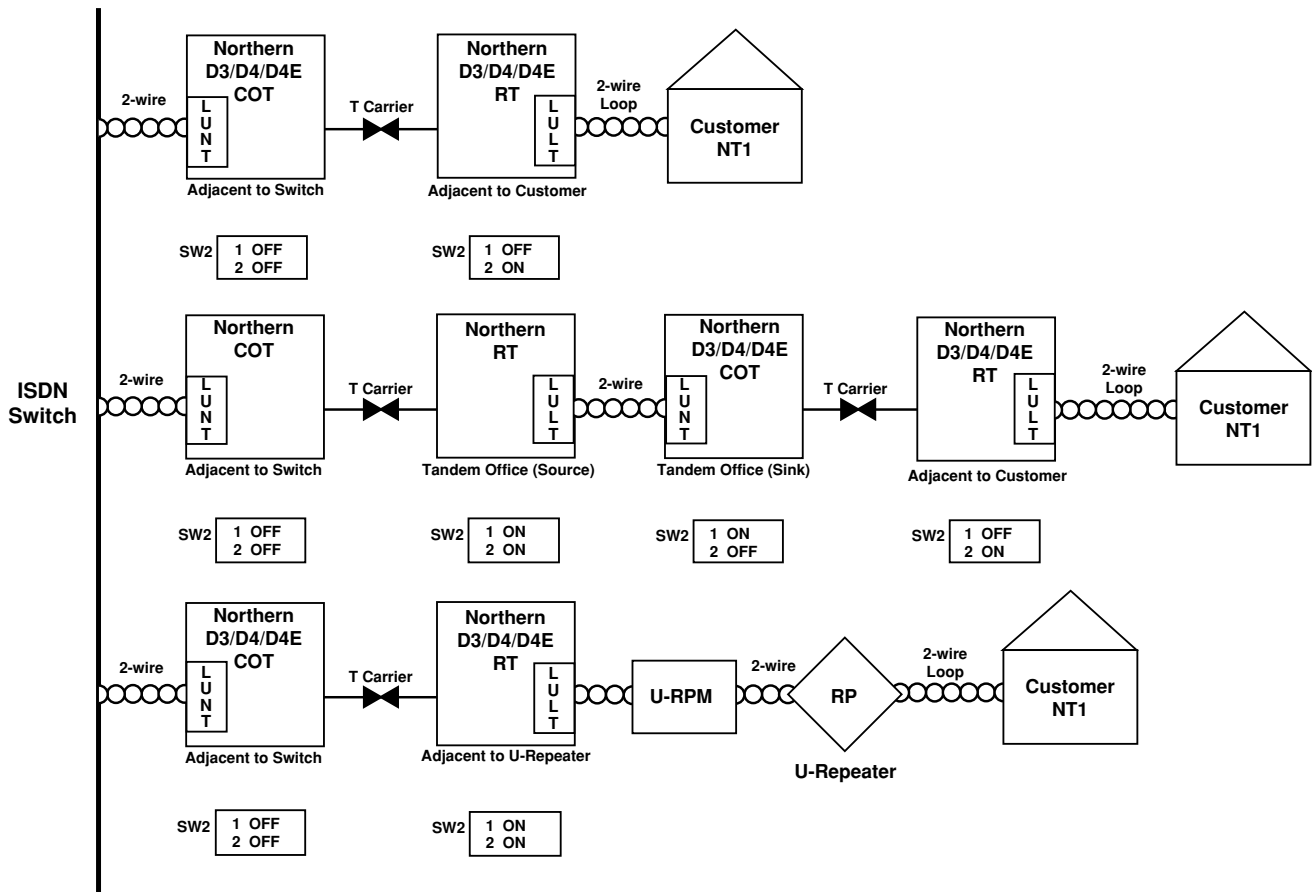 ISDN
Switch
2-wire
Northern
D3/D4/D4E
COT
L
U
N
T
Adjacent to Switch
T Carrier
Northern
D3/D4/D4E
RT
L
U
L
T
Adjacent to Customer
2-wire
Loop
Customer
NT1
SW2
1 OFF
2 OFF
SW2
1 OFF
2 ON
2-wire
Northern
COT
L
U
N
T
Adjacent to Switch
T Carrier
Northern
RT
L
U
L
T
Tandem Office (Source)
2-wire
Northern
D3/D4/D4E
COT
L
U
N
T
Tandem Office (Sink)
T Carrier
Northern
D3/D4/D4E
RT
L
U
L
T
Adjacent to Customer
2-wire
Loop
Customer
NT1
SW2
1 OFF
2 OFF
SW2
1 ON
2 ON
SW2
1 ON
2 OFF
SW2
1 OFF
2 ON
2-wire
Northern
D3/D4/D4E
COT
L
U
N
T
Adjacent to Switch
T Carrier
Northern
D3/D4/D4E
RT
L
U
L
T
Adjacent to U-Repeater
U-RPM
2-wire
RP
U-Repeater
2-wire
Loop
Customer
NT1
SW2
1 OFF
2 OFF
SW2
1 ON
2 ON